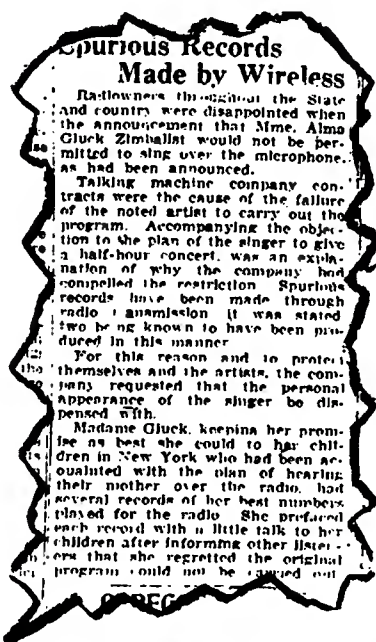 Spurious Records
Made by Wireless
Radiowners throughout the State
and country were disappointed when
the announcement that Mme. Alma
Gluck Zimbalist would not be per-
mitted to sing over the microphone,
as had been announced.
Talking machine company con-
tracts were the cause of the failure
of the noted artist to carry out the
program. Accompanying the objec-
tion to the plan of the singer to give
a half-hour concert, was an expla-
nation of why the company had
compelled the restriction. Spurious
records have been made through
radio transmission it was stated
two being known to have been pro-
duced in this manner
For this reason and to protect
themselves and the artists, the com-
pany requested that the personal
appearance of the singer be dis-
pensed with.
Madame Gluck, keeping her prom-
ise as best she could to her chil-
dren in New York who had been ac-
quainted with the plan of hearing
their mother over the radio, had
several records of her best numbers
played for the radio. She prefaced
each record with a little talk to her
children after informing other listen-
ers that she regretted the original
program could not be carried out